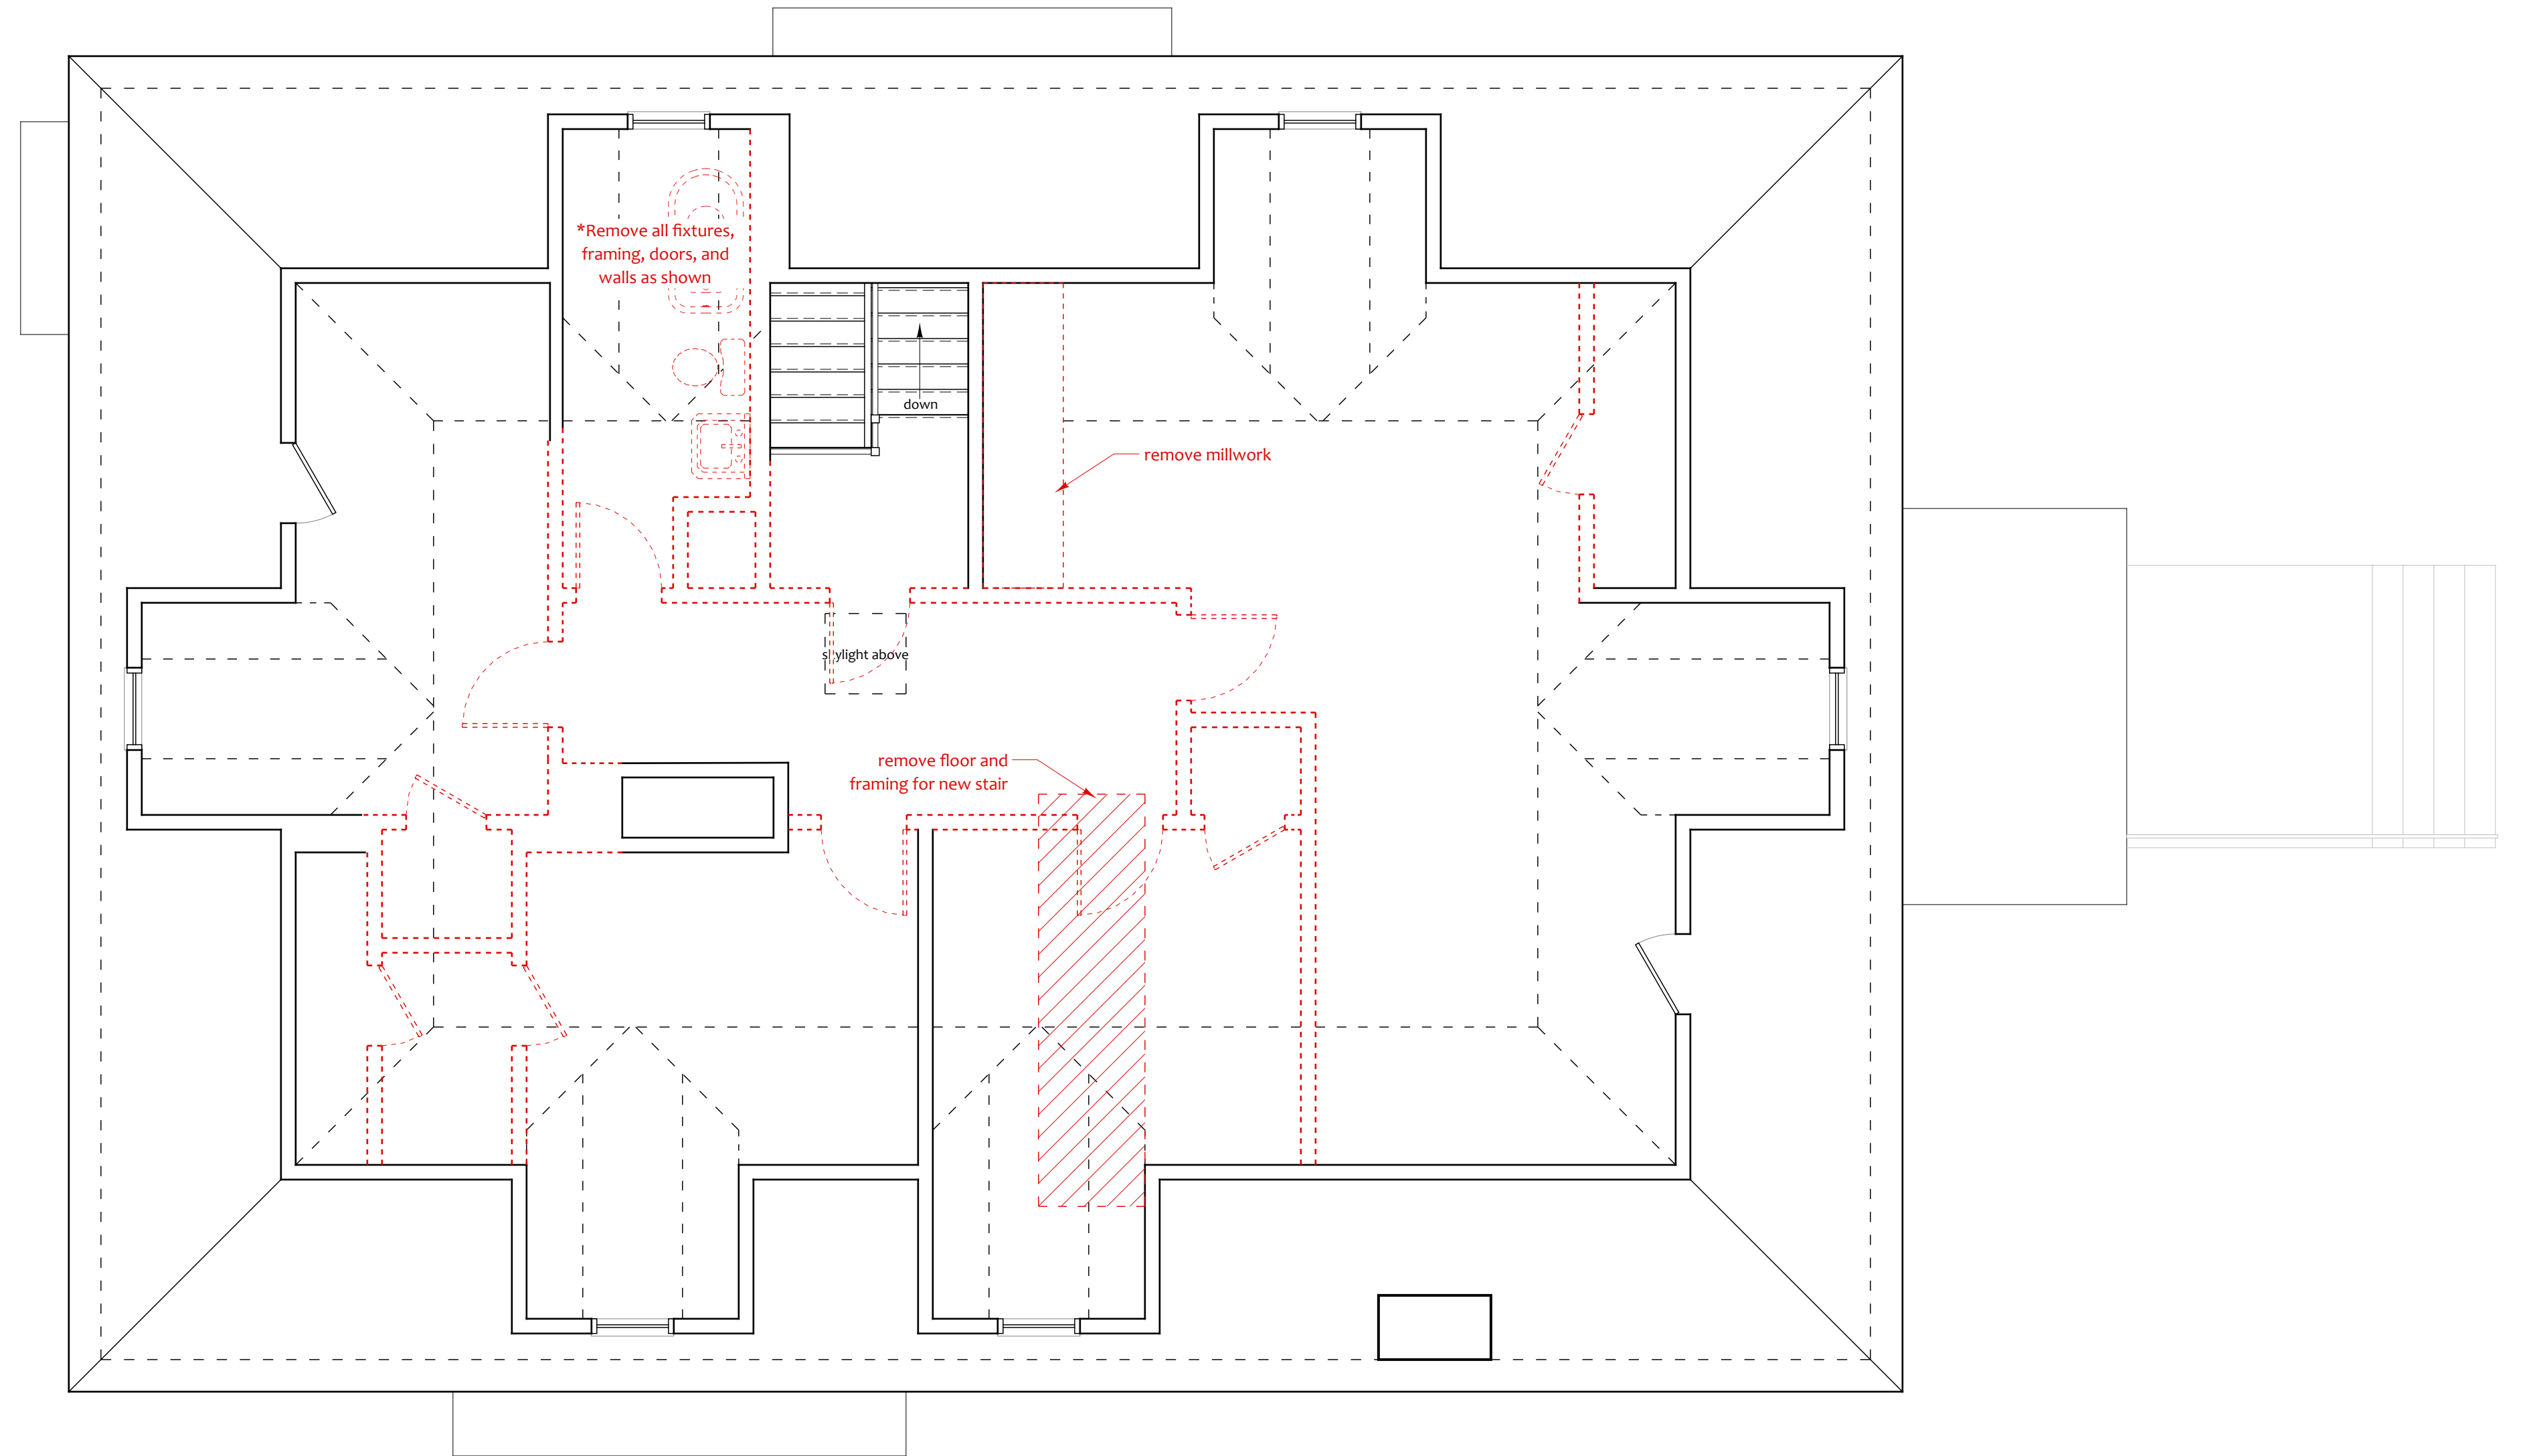 *Remove all fixtures,
framing, doors, and
walls as shown
down
remove millwork
skylight above
remove floor and
framing for new stair